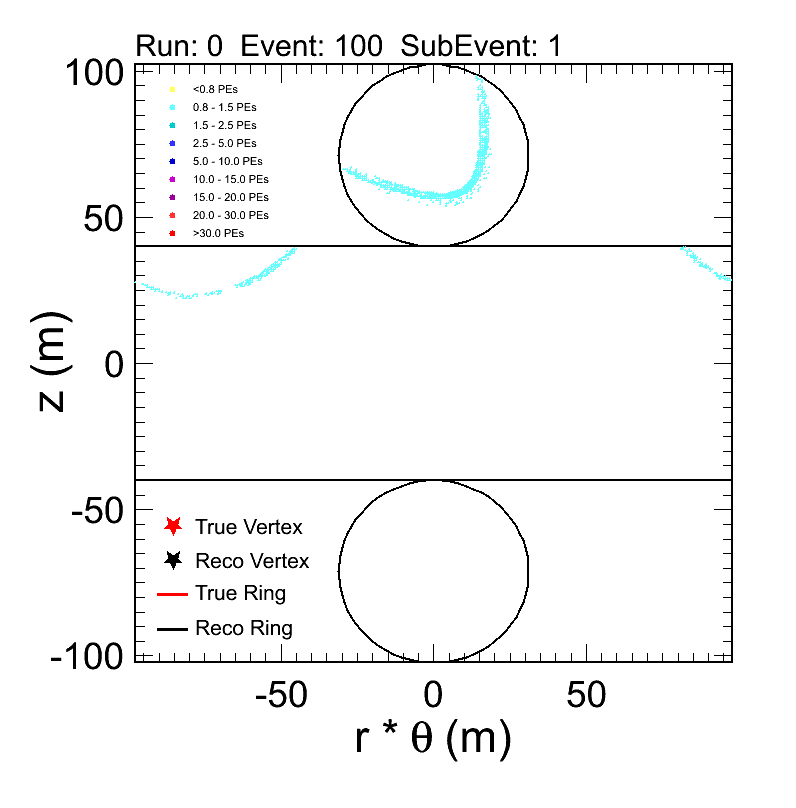 Run: 0  Event: 100  SubEvent: 1
100
<0.8 PEs
0.8 - 1.5 PEs
1.5 - 2.5 PEs
2.5 - 5.0 PEs
5.0 - 10.0 PEs
10.0 - 15.0 PEs
15.0 - 20.0 PEs
20.0 - 30.0 PEs
>30.0 PEs
50
0
z (m)
-50
True Vertex
Reco Vertex
True Ring
Reco Ring
-100
-50 0 50
r * θ (m)